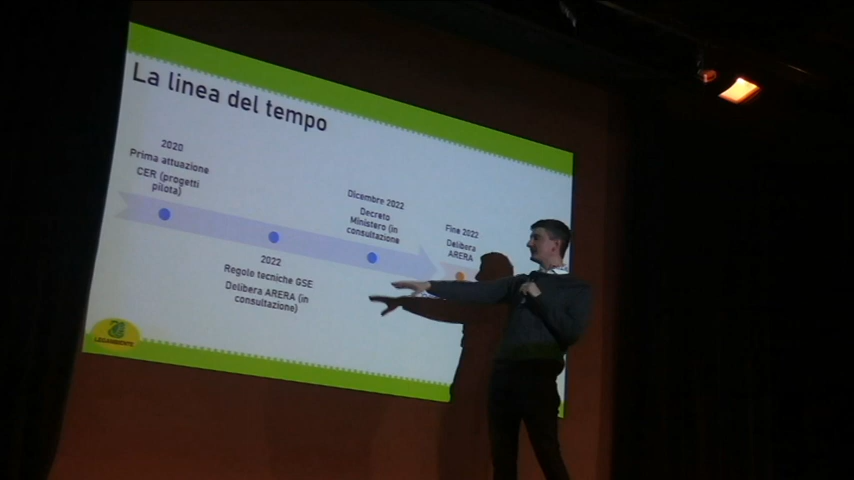 La linea del tempo
2020
Prima attuazione
CER (progetti
pilota)
2022
Regole tecniche GSE
Delibera ARERA (in
consultazione)
Dicembre 2022
Decreto
Ministero (in
consultazione
Fine 2022
Delibera
ARERA
LEGAMBIENTE